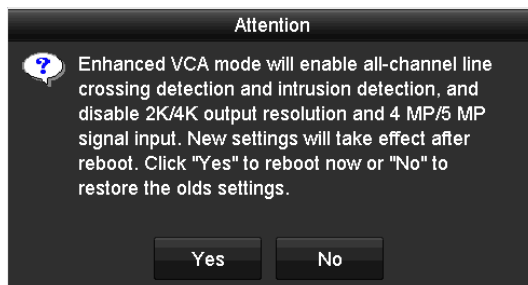 Attention
Enhanced VCA mode will enable all-channel line
crossing detection and intrusion detection, and
disable 2K/4K output resolution and 4 MP/5 MP
signal input. New settings will take effect after
reboot. Click "Yes" to reboot now or "No" to
restore the olds settings.
Yes No